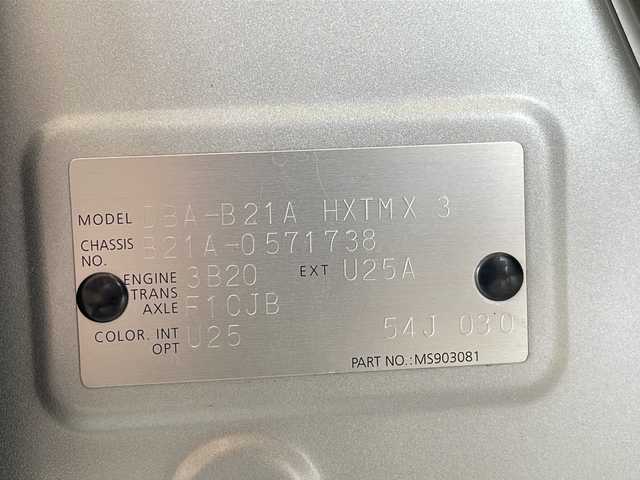 MODEL DBA-B21A HXTMX 3
CHASSIS NO. B21A-0571738
ENGINE 3B20 EXT U25A
TRANS AXLE F1CJB
COLOR. INT U25 54J 030
OPT
PART NO.:MS903081